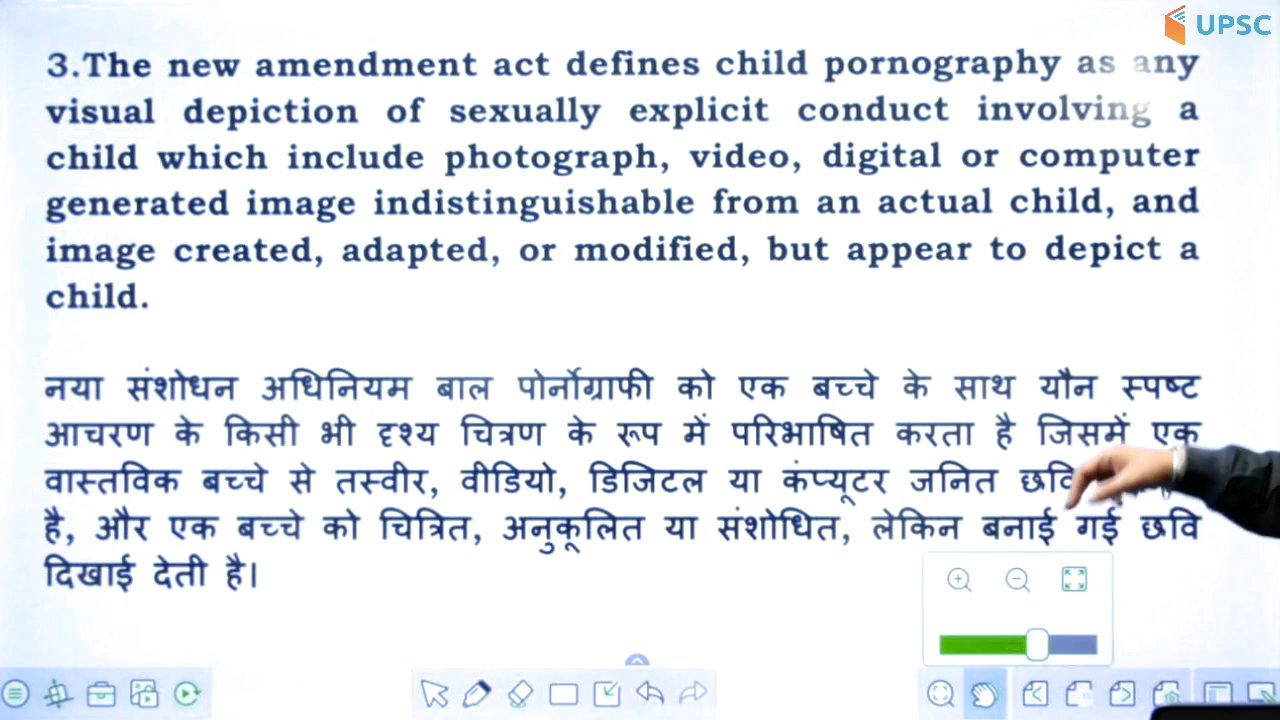 UPSC
3.The new amendment act defines child pornography as any
visual depiction of sexually explicit conduct involving a
child which include photograph, video, digital or computer
generated image indistinguishable from an actual child, and
image created, adapted, or modified, but appear to depict a
child.
नया संशोधन अधिनियम बाल पोर्नोग्राफी को एक बच्चे के साथ यौन स्पष्ट
आचरण के किसी भी दृश्य चित्रण के रूप में परिभाषित करता है जिसमें एक
वास्तविक बच्चे से तस्वीर, वीडियो, डिजिटल या कंप्यूटर जनित
है, और एक बच्चे को चित्रित, अनुकूलित या संशोधित, लेकिन बनाई गई छवि
दिखाई देती है।